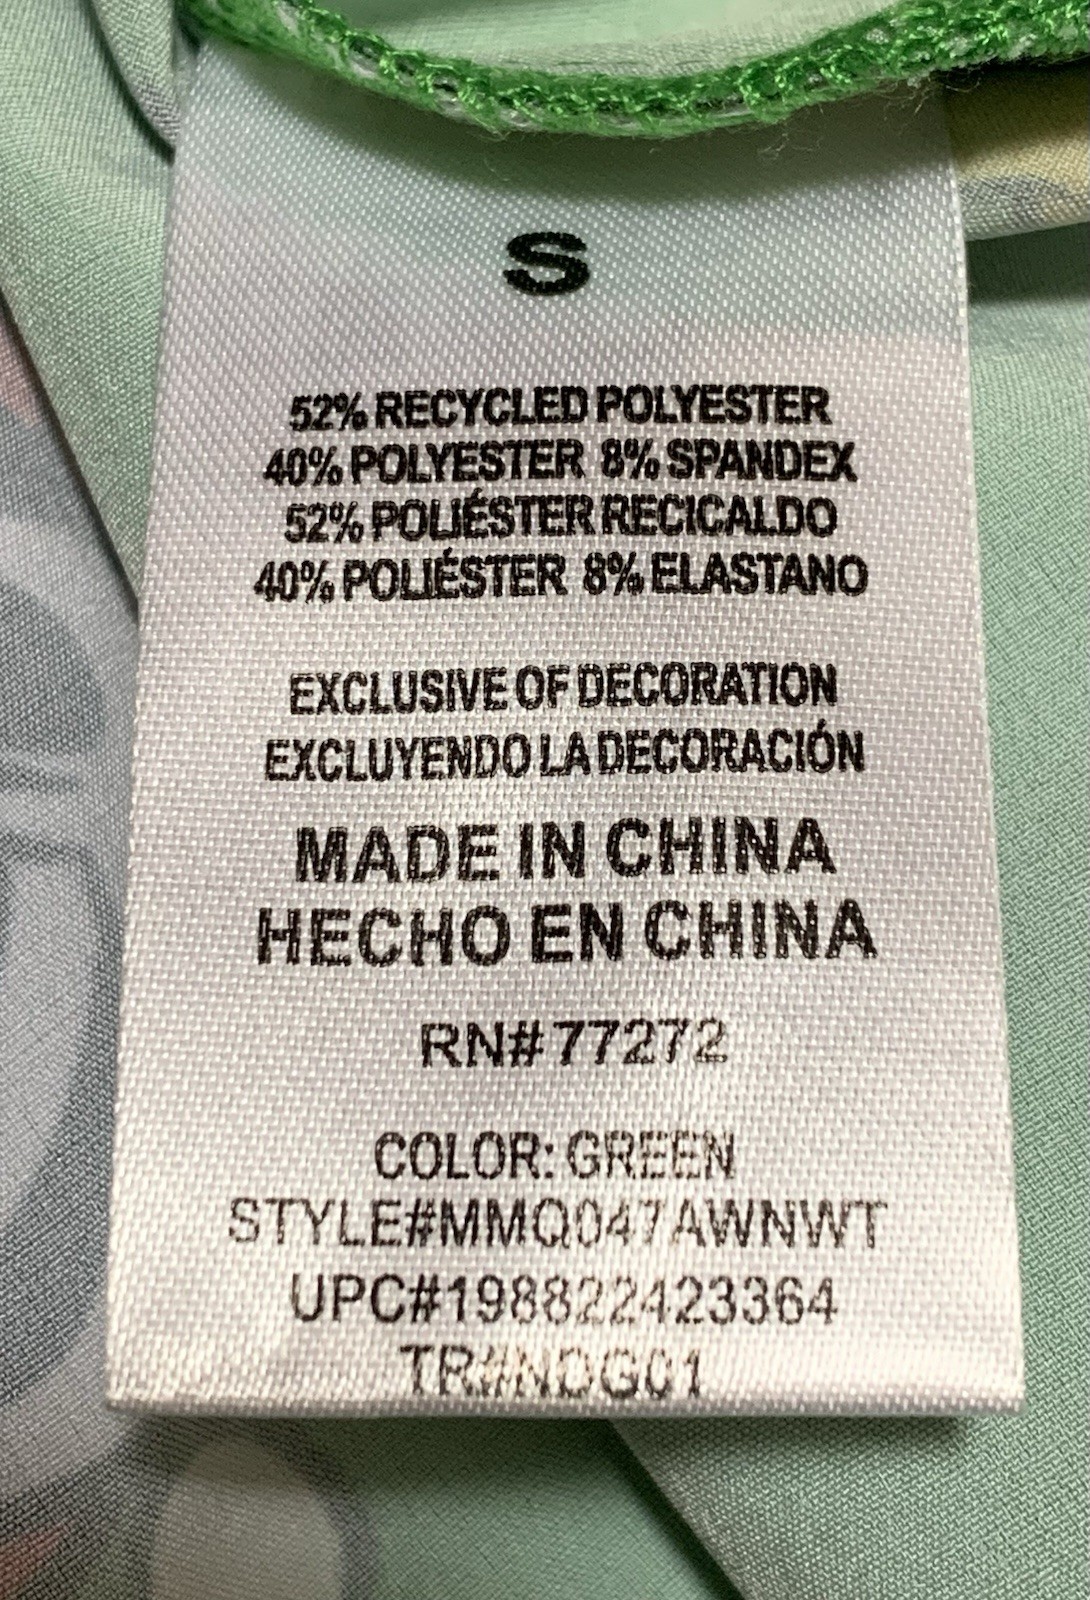 S
52% RECYCLED POLYESTER
40% POLYESTER 8% SPANDEX
52% POLIÉSTER RECICALDO
40% POLIÉSTER 8% ELASTANO
EXCLUSIVE OF DECORATION
EXCLUYENDO LA DECORACIÓN
MADE IN CHINA
HECHO EN CHINA
RN#77272
COLOR: GREEN
STYLE#MMQ047AWNWT
UPC#198822423364
TR#NDG01